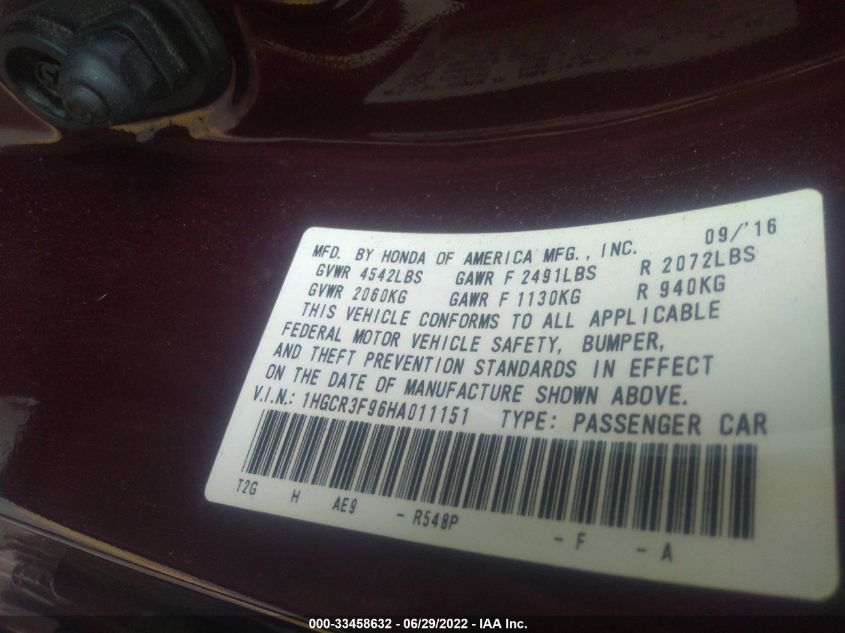 MFD. BY HONDA OF AMERICA MFG., INC. 09/'16
GVWR 4542LBS GAWR F 2491LBS R 2072LBS
GVWR 2060KG GAWR F 1130KG R 940KG
THIS VEHICLE CONFORMS TO ALL APPLICABLE
FEDERAL MOTOR VEHICLE SAFETY, BUMPER,
AND THEFT PREVENTION STANDARDS IN EFFECT
ON THE DATE OF MANUFACTURE SHOWN ABOVE.
V.I.N.: 1HGCR3F96HA011151 TYPE: PASSENGER CAR
T2G H AE9 - R548P - F - A
000-33458632 - 06/29/2022 - IAA Inc.